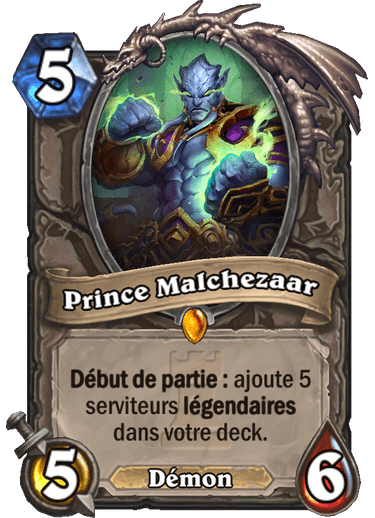 5
Prince Malchezaar
Début de partie : ajoute 5
serviteurs légendaires
dans votre deck.
5
Démon
6